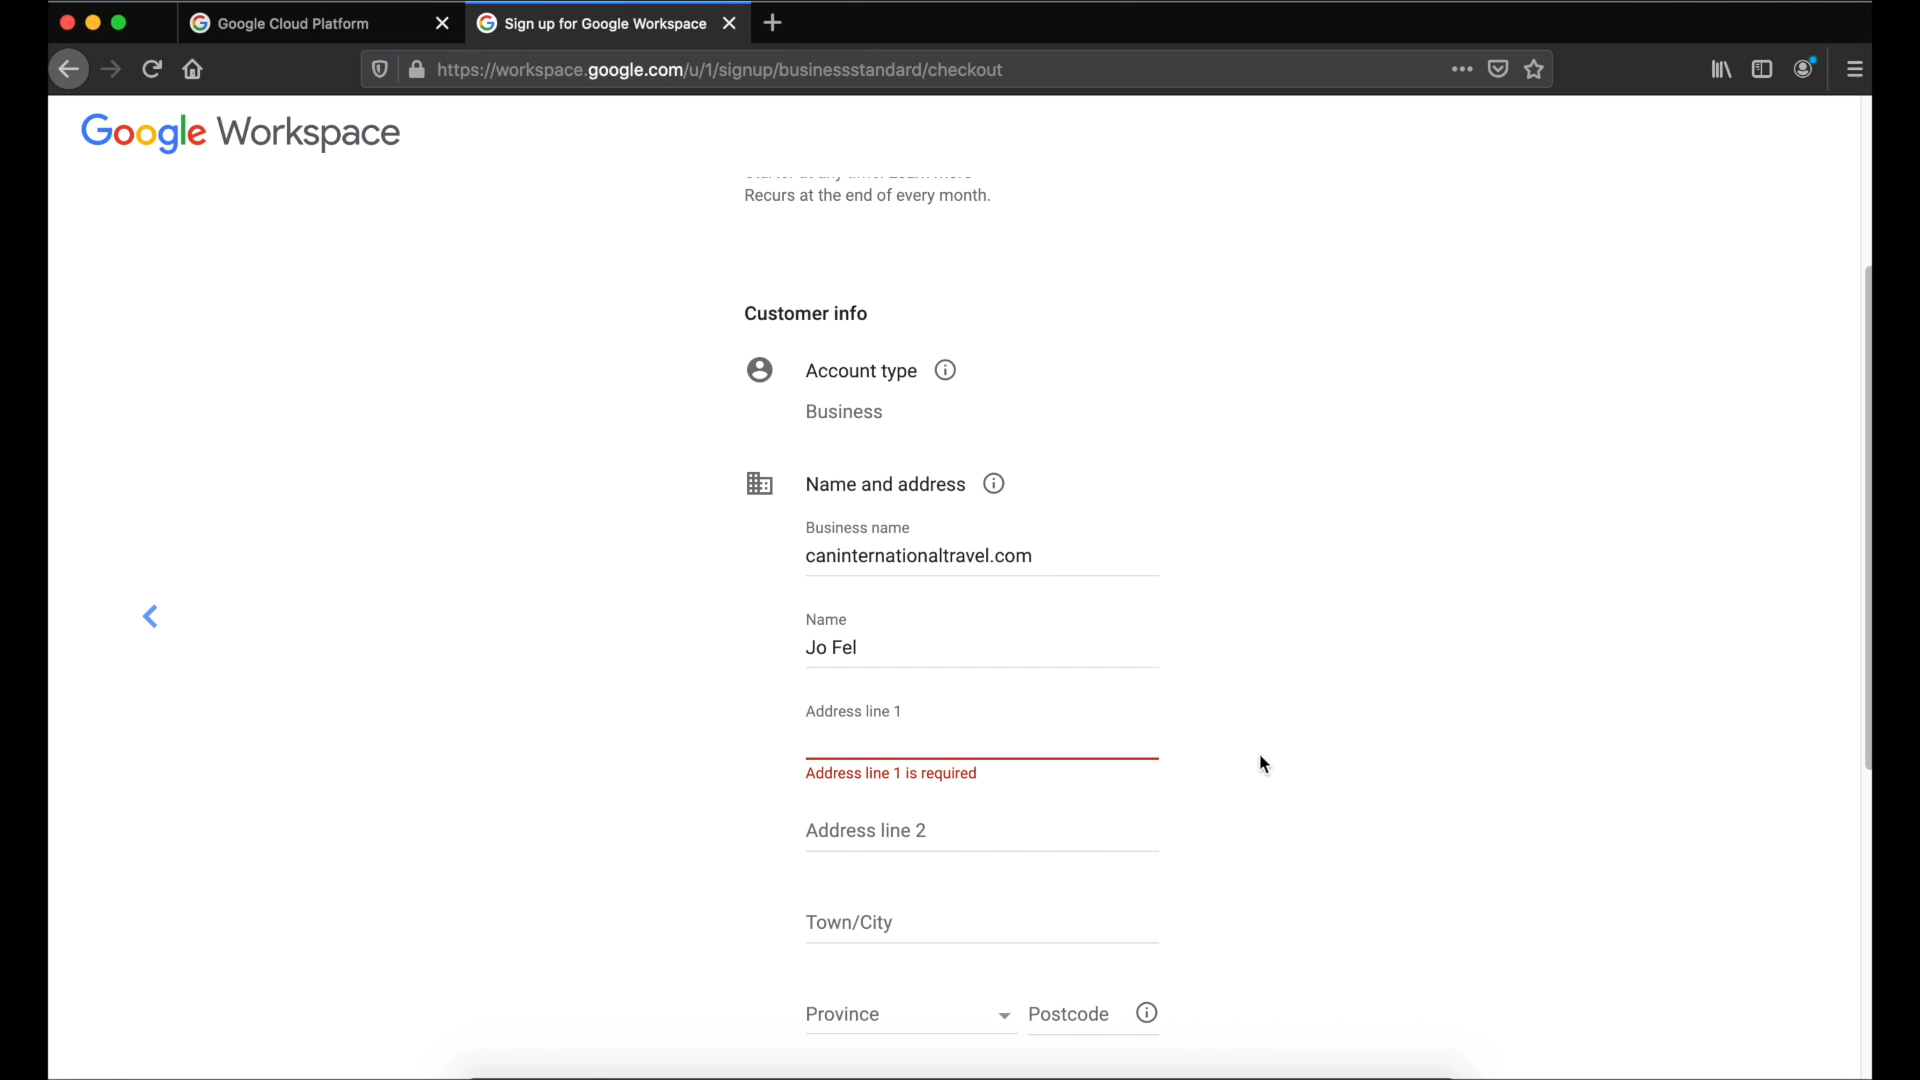 Google Cloud Platform
Sign up for Google Workspace
https://workspace.google.com/u/1/signup/businessstandard/checkout
Google Workspace
Recurs at the end of every month.
Customer info
Account type
Business
Name and address
Business name
caninternationaltravel.com
Name
Jo Fel
Address line 1
Address line 1 is required
Address line 2
Town/City
Province
Postcode